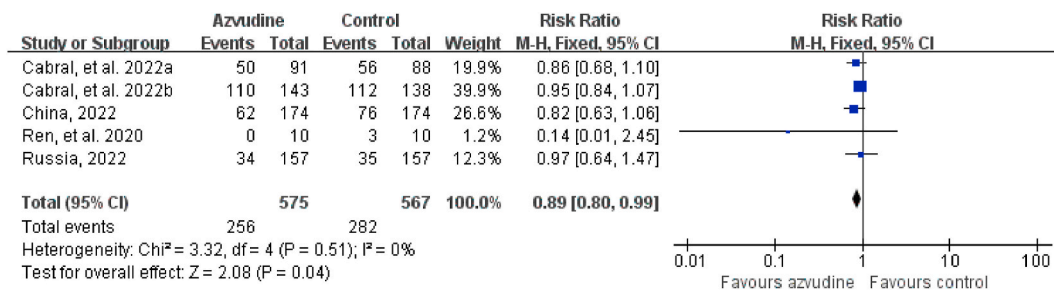 Azvudine Control Risk Ratio Risk Ratio
Study or Subgroup Events Total Events Total Weight M-H, Fixed, 95% CI M-H, Fixed, 95% CI
Cabral, et al. 2022a 50 91 56 88 19.9% 0.86 [0.68, 1.10]
Cabral, et al. 2022b 110 143 112 138 39.9% 0.95 [0.84, 1.07]
China, 2022 62 174 76 174 26.6% 0.82 [0.63, 1.06]
Ren, et al. 2020 0 10 3 10 1.2% 0.14 [0.01, 2.45]
Russia, 2022 34 157 35 157 12.3% 0.97 [0.64, 1.47]
Total (95% CI) 575 567 100.0% 0.89 [0.80, 0.99]
Total events 256 282
Heterogeneity: Chi² = 3.32, df = 4 (P = 0.51); I² = 0%
Test for overall effect: Z = 2.08 (P = 0.04)
0.01 0.1 1 10 100
Favours azvudine Favours control